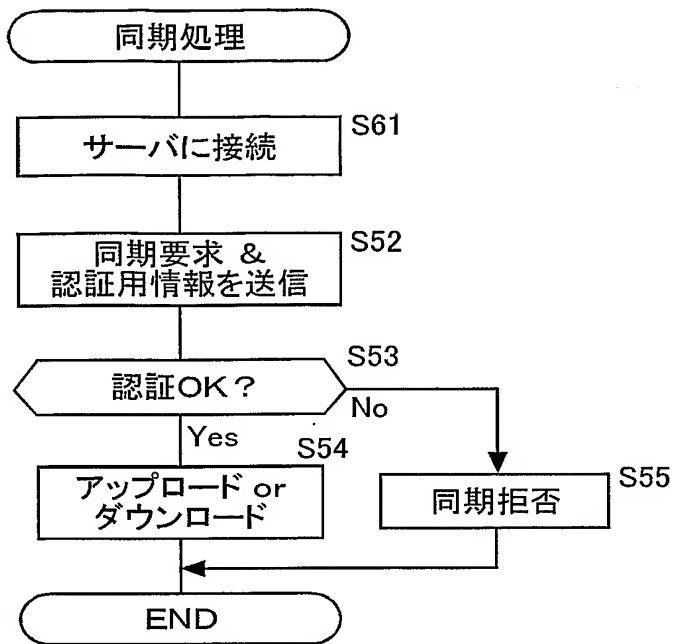 同期処理
S61
サーバに接続
S52
同期要求 &
認証用情報を送信
S53
認証OK?
No
Yes
S54
アップロード or
ダウンロード
S55
同期拒否
END